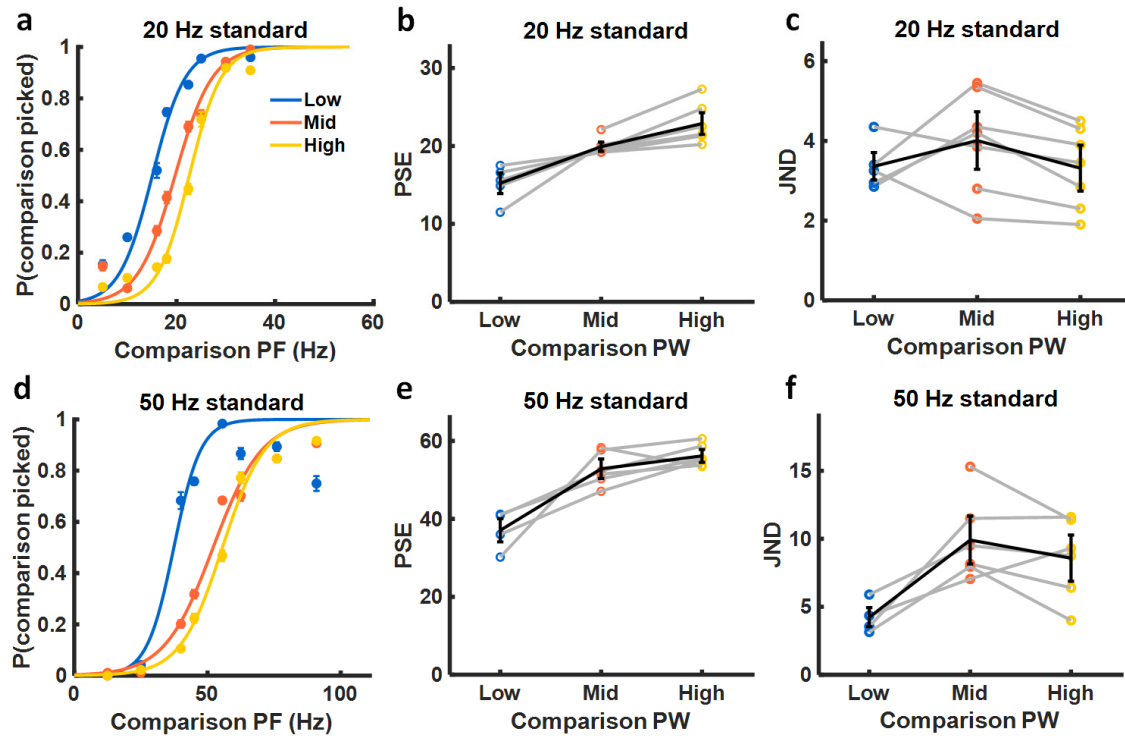 a
20 Hz standard
1
0.8
0.6
0.4
0.2
0
P(comparison picked)
Low
Mid
High
0
20
40
60
Comparison PF (Hz)
b
20 Hz standard
30
20
10
0
PSE
Low
Mid
High
Comparison PW
c
20 Hz standard
6
4
2
0
JND
Low
Mid
High
Comparison PW
d
50 Hz standard
1
0.8
0.6
0.4
0.2
0
P(comparison picked)
0
50
100
Comparison PF (Hz)
e
50 Hz standard
60
40
20
0
PSE
Low
Mid
High
Comparison PW
f
50 Hz standard
15
10
5
0
JND
Low
Mid
High
Comparison PW